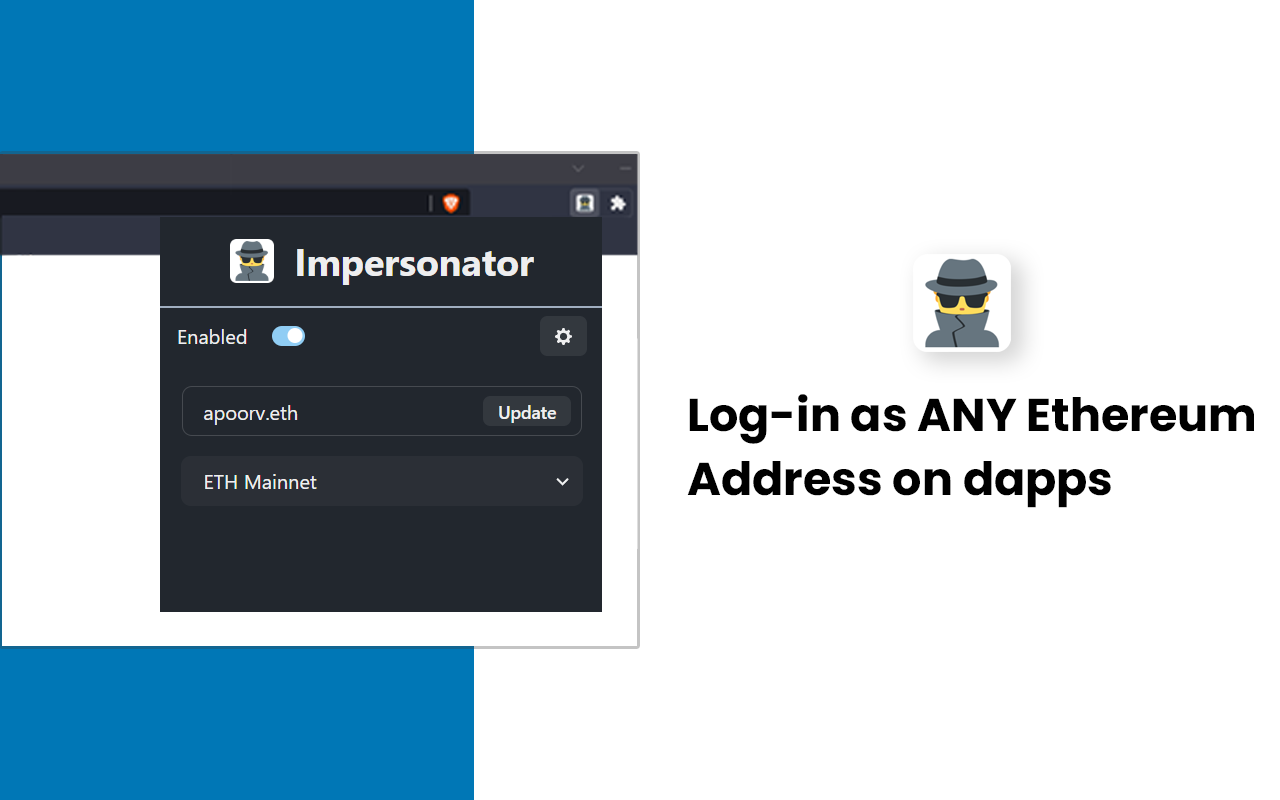 Impersonator
Enabled
apoorv.eth
Update
ETH Mainnet
Log-in as ANY Ethereum
Address on dapps